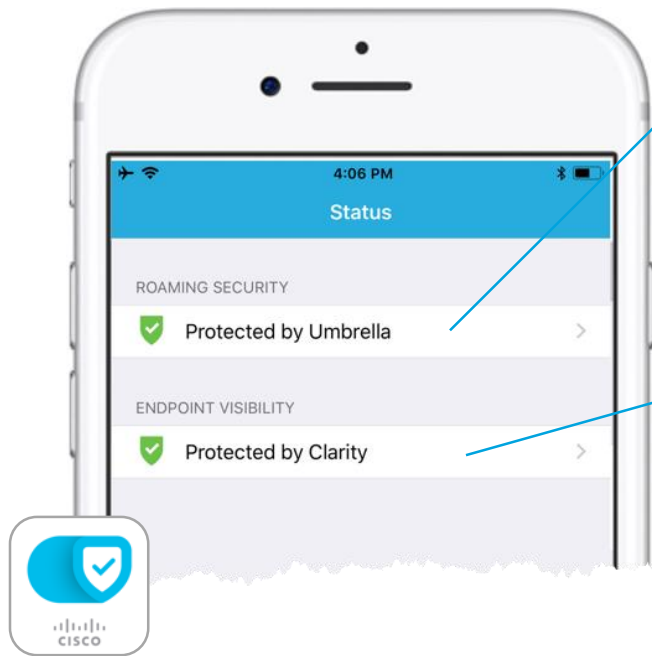 4:06 PM
Status
ROAMING SECURITY
Protected by Umbrella
ENDPOINT VISIBILITY
Protected by Clarity
CISCO